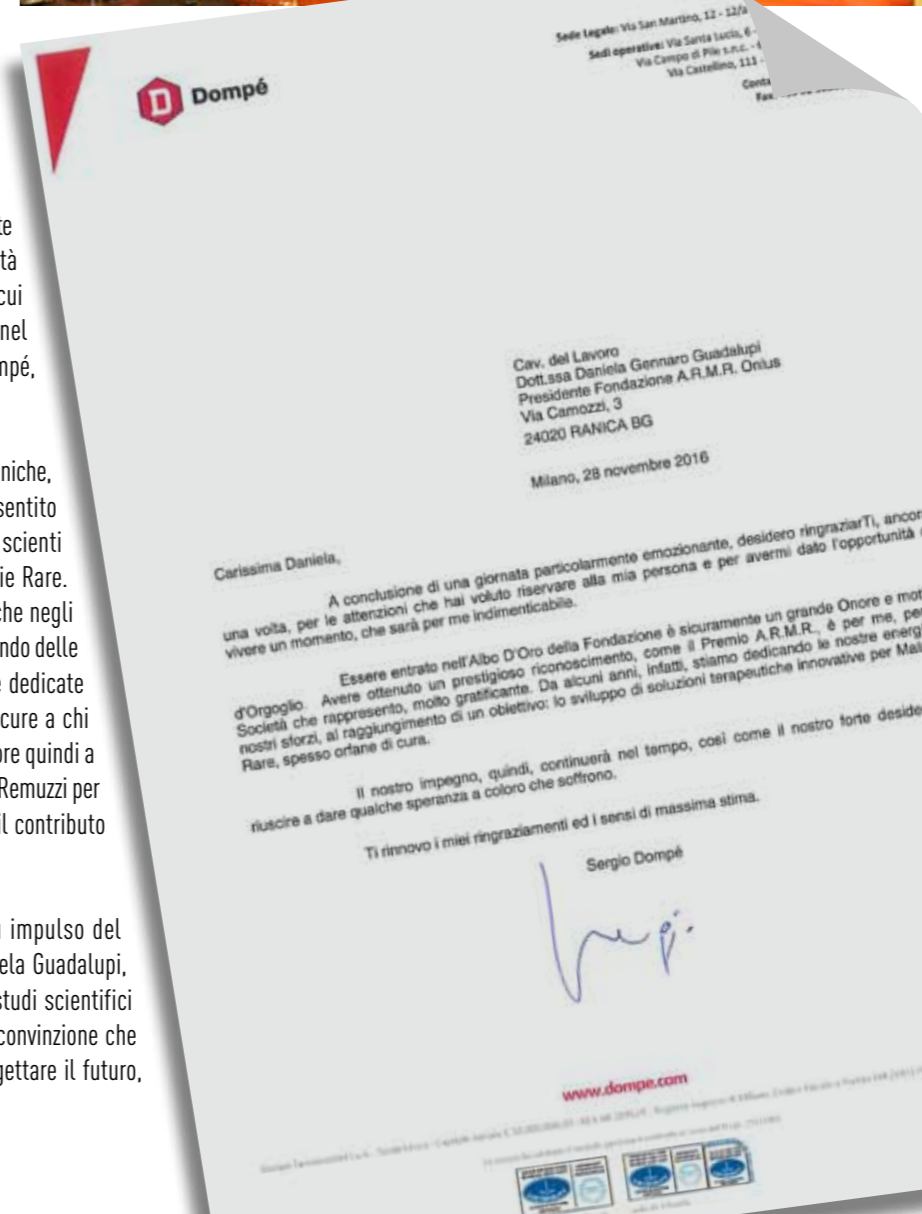 te
tà
cui
nel
mpé,
niche,
sentito
scienti
ie Rare.
che negli
ndo delle
e dedicate
cure a chi
ore quindi a
Remuzzi per
il contributo
u impulso del
ela Guadalupi,
studi scientifici
convinzione che
gettare il futuro,
D Dompé
Sede Legale: Via San Martino, 12 - 12/a
Sedi operative: Via Santa Lucia, 6 -
Via Campo di Pile s.n.c. -
Via Castellino, 111 -
Conta
Fax
Cav. del Lavoro
Dott.ssa Daniela Gennaro Guadalupi
Presidente Fondazione A.R.M.R. Onlus
Via Camozzi, 3
24020 RANICA BG
Milano, 28 novembre 2016
Carissima Daniela,
A conclusione di una giornata particolarmente emozionante, desidero ringraziarTi, ancor
una volta, per le attenzioni che hai voluto riservare alla mia persona e per avermi dato l'opportunità
vivere un momento, che sarà per me indimenticabile.
Essere entrato nell'Albo D'Oro della Fondazione è sicuramente un grande Onore e mot
d'Orgoglio. Avere ottenuto un prestigioso riconoscimento, come il Premio A.R.M.R., è per me, pe
Società che rappresento, molto gratificante. Da alcuni anni, infatti, stiamo dedicando le nostre energ
nostri sforzi, al raggiungimento di un obiettivo: lo sviluppo di soluzioni terapeutiche innovative per Mal
Rare, spesso orfane di cura.
Il nostro impegno, quindi, continuerà nel tempo, così come il nostro forte deside
riuscire a dare qualche speranza a coloro che soffrono.
Ti rinnovo i miei ringraziamenti ed i sensi di massima stima.
Sergio Dompé
www.dompe.com